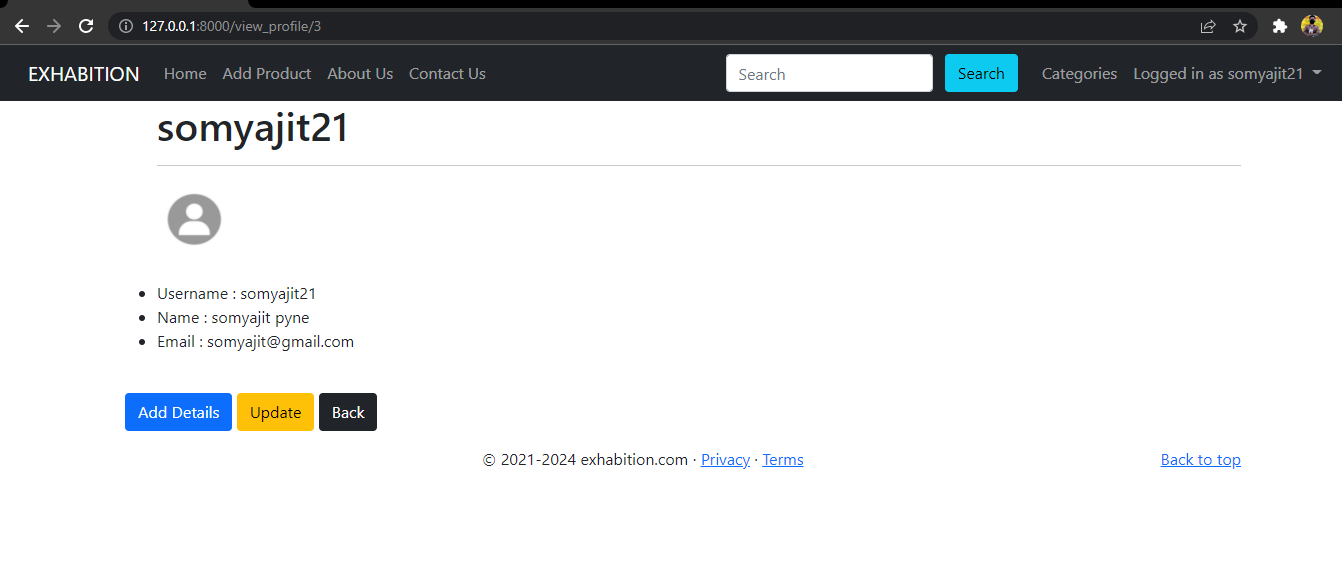 127.0.0.1:8000/view_profile/3
EXHABITION Home Add Product About Us Contact Us Search Search Categories Logged in as somyajit21
somyajit21
Username : somyajit21
Name : somyajit pyne
Email : somyajit@gmail.com
Add Details Update Back
© 2021-2024 exhabition.com · Privacy · Terms Back to top